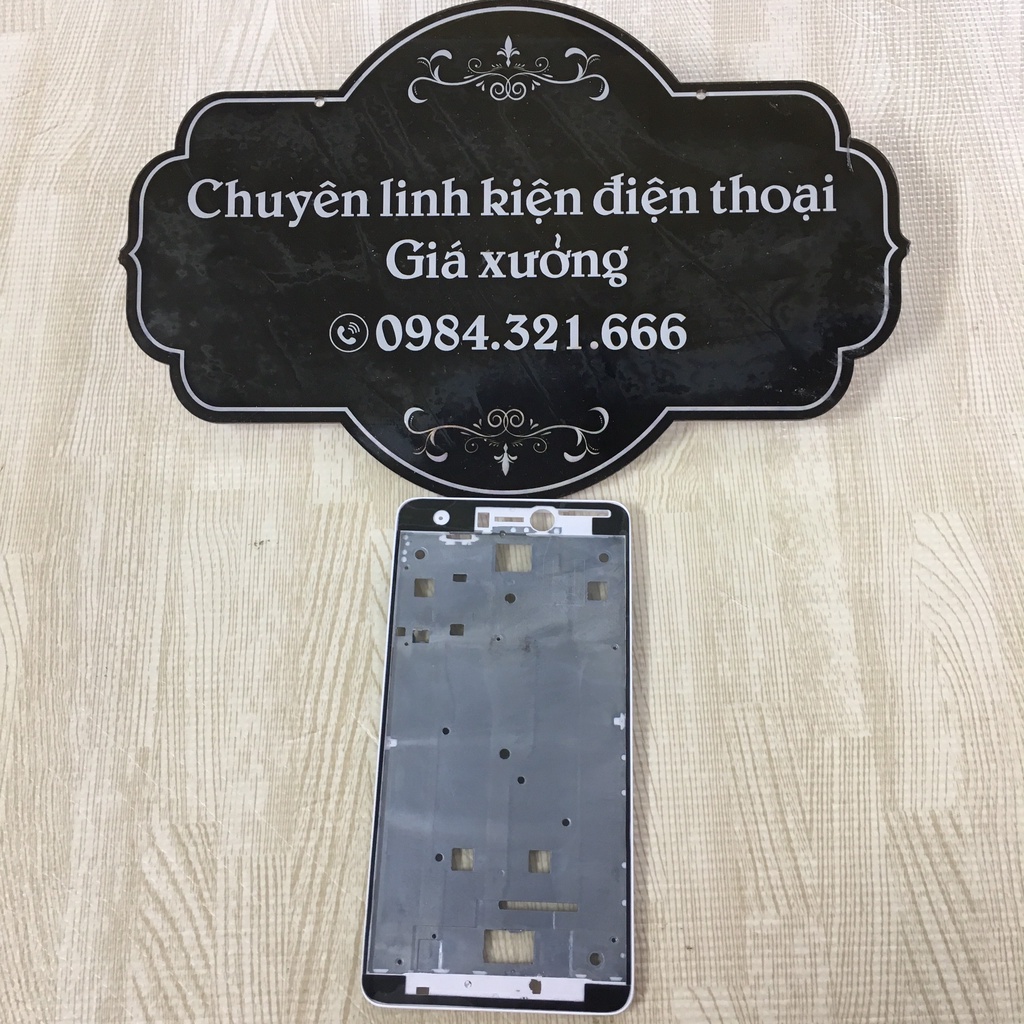 Chuyên linh kiện điện thoại
Giá xưởng
0984.321.666